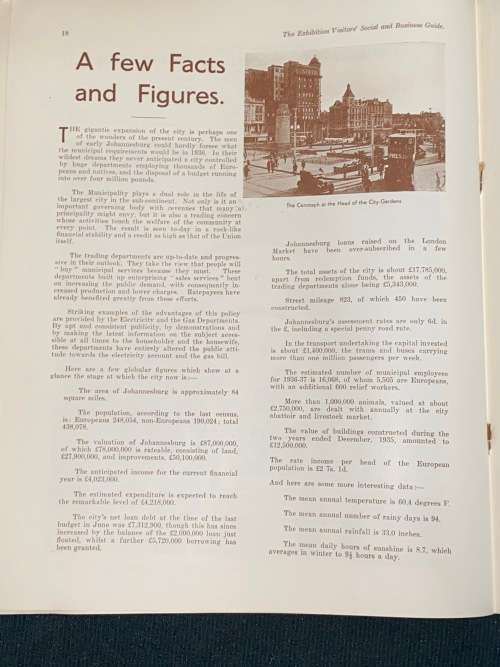 18
The Exhibition Visitors' Social and Business Guide.
A few Facts
and Figures.
THE gigantic expansion of the city is perhaps one
of the wonders of the present century. The men
of early Johannesburg could hardly foresee what
the municipal requirements would be in 1936. In their
wildest dreams they never anticipated a city controlled
by huge departments employing thousands of Euro-
peans and natives, and the disposal of a budget running
into over four million pounds.
The Municipality plays a dual role in the life of
the largest city in the sub-continent. Not only is it an
important governing body with revenues that many a
principality might envy, but it is also a trading concern
whose activities touch the welfare of the community at
every point. The result is seen to-day in a rock-like
financial stability and a credit as high as that of the Union
itself.
The trading departments are up-to-date and progres-
sive in their outlook. They take the view that people will
"buy" municipal services because they must. These
departments built up enterprising "sales services" bent
on increasing the public demand, with consequently in-
creased production and lower charges. Ratepayers have
already benefited greatly from these efforts.
Striking examples of the advantages of this policy
are provided by the Electricity and the Gas Departments.
By apt and consistent publicity, by demonstrations and
by making the latest information on the subject acces-
sible at all times to the householder and the housewife,
these departments have entirely altered the public atti-
tude towards the electricity account and the gas bill.
Here are a few globular figures which show at a
glance the stage at which the city now is:—
The area of Johannesburg is approximately 84
square miles.
The population, according to the last census,
is: Europeans 248,054, non-Europeans 190,024; total
438,078.
The valuation of Johannesburg is £87,000,000,
of which £78,000,000 is rateable, consisting of land,
£27,900,000, and improvements, £50,100,000.
The anticipated income for the current financial
year is £4,023,000.
The estimated expenditure is expected to reach
the remarkable level of £4,218,000.
The city's net loan debt at the time of the last
budget in June was £7,312,900, though this has since
increased by the balance of the £2,000,000 loan just
floated, whilst a further £5,720,000 borrowing has
been granted.
The Cenotaph at the Head of the City Gardens.
Johannesburg loans raised on the London
Market have been over-subscribed in a few
hours.
The total assets of the city is about £17,785,000,
apart from redemption funds, the assets of the
trading departments alone being £5,343,000.
Street mileage 823, of which 450 have been
constructed.
Johannesburg's assessment rates are only 6d. in
the £, including a special penny road rate.
In the transport undertaking the capital invested
is about £1,400,000, the trams and buses carrying
more than one million passengers per week.
The estimated number of municipal employees
for 1936-37 is 16,068, of whom 5,505 are Europeans,
with an additional 600 relief workers.
More than 1,000,000 animals, valued at about
£2,750,000, are dealt with annually at the city
abattoir and livestock market.
The value of buildings constructed during the
two years ended December, 1935, amounted to
£12,500,000.
The rate income per head of the European
population is £2 7s. 1d.
And here are some more interesting data:—
The mean annual temperature is 60.4 degrees F.
The mean annual number of rainy days is 94.
The mean annual rainfall is 33.0 inches.
The mean daily hours of sunshine is 8.7, which
averages in winter to 9½ hours a day.